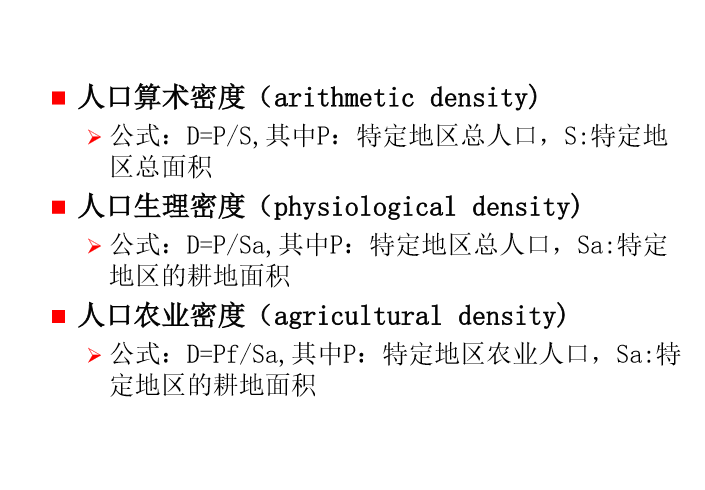 人口算术密度（arithmetic density)
公式：D=P/S,其中P：特定地区总人口，S:特定地
区总面积
人口生理密度（physiological density)
公式：D=P/Sa,其中P：特定地区总人口，Sa:特定
地区的耕地面积
人口农业密度（agricultural density)
公式：D=Pf/Sa,其中P：特定地区农业人口，Sa:特
定地区的耕地面积